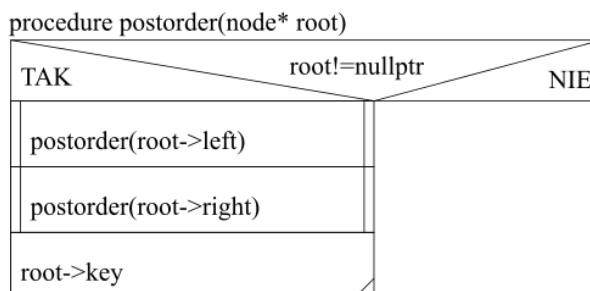 procedure postorder(node* root)
root!=nullptr
TAK
NIE
postorder(root->left)
postorder(root->right)
root->key